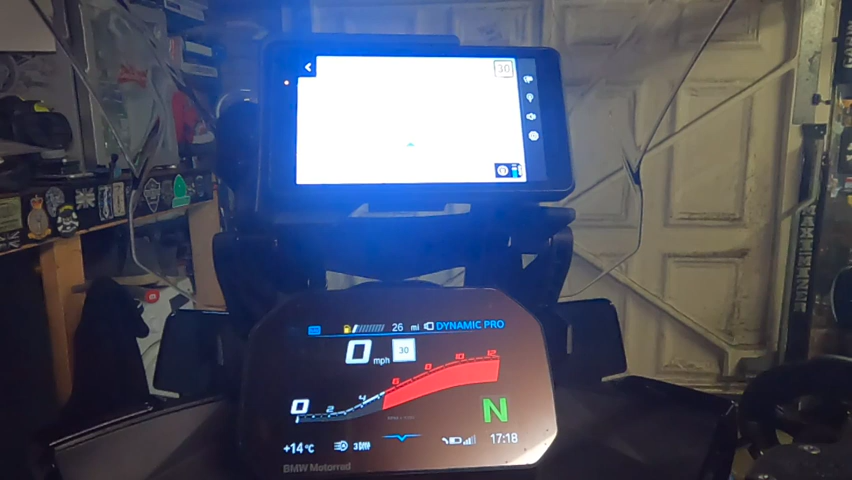 30
26 mi DYNAMIC PRO
0 mph 30
0 2 4 6 8 10 12
N
+14°C
17:18
BMW Motorrad